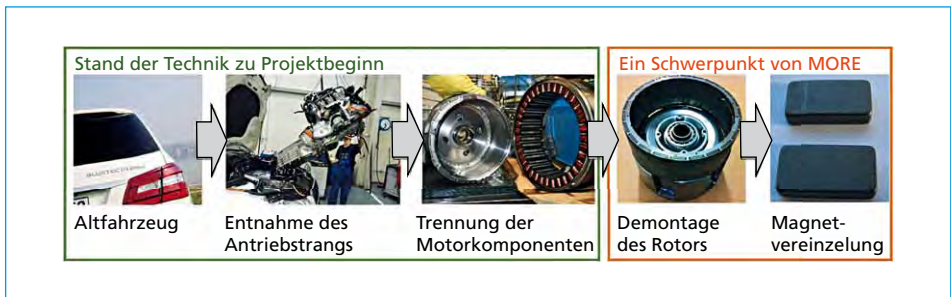 Stand der Technik zu Projektbeginn
Ein Schwerpunkt von MORE
Altfahrzeug
Entnahme des
Antriebstrangs
Trennung der
Motorkomponenten
Demontage
des Rotors
Magnet-
vereinzelung